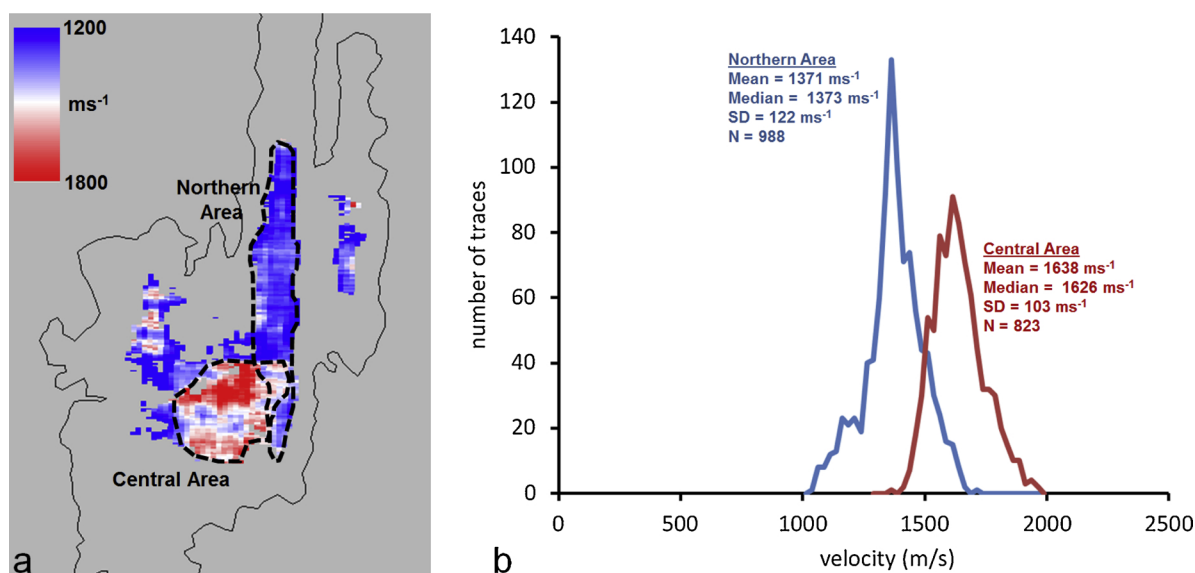 1200
ms-1
1800
Northern
Area
Central Area
a
140
120
100
80
60
40
20
0
number of traces
Northern Area
Mean = 1371 ms-1
Median = 1373 ms-1
SD = 122 ms-1
N = 988
Central Area
Mean = 1638 ms-1
Median = 1626 ms-1
SD = 103 ms-1
N = 823
0 500 1000 1500 2000 2500
velocity (m/s)
b